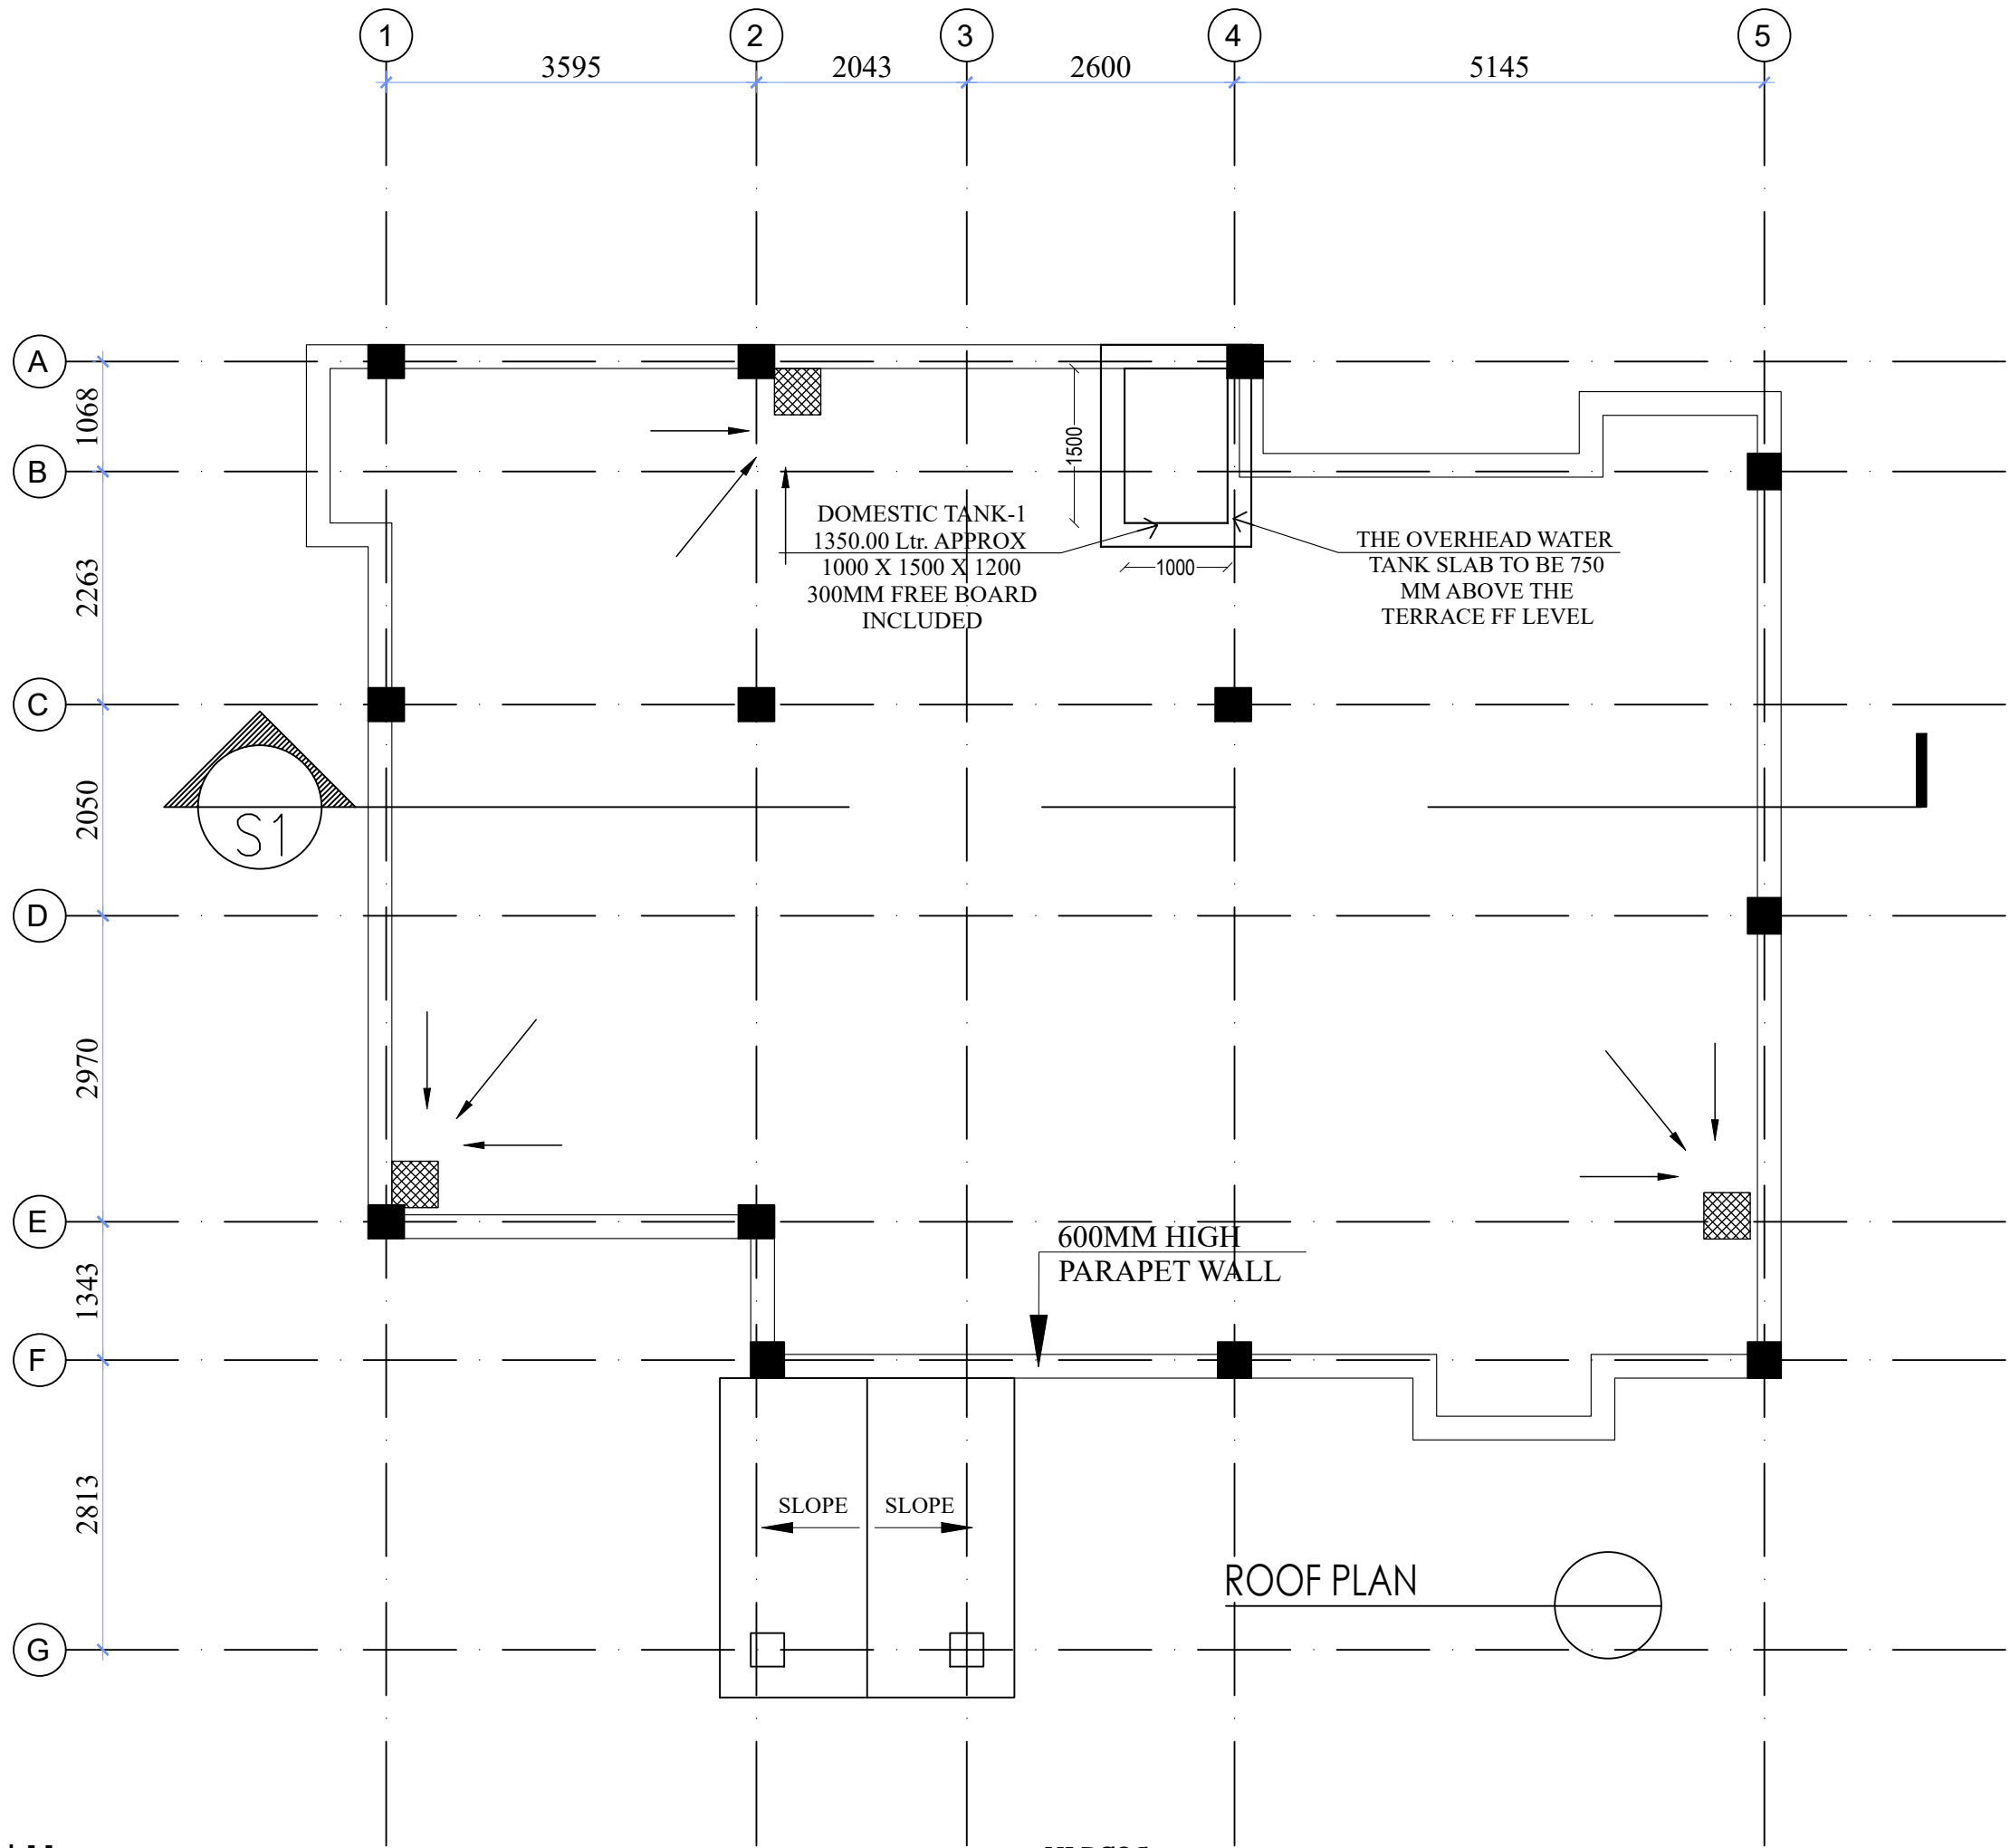 1 2 3 4 5
3595 2043 2600 5145
A
1068
B
1500
DOMESTIC TANK-1
1350.00 Ltr. APPROX
1000 X 1500 X 1200
300MM FREE BOARD
INCLUDED
1000
THE OVERHEAD WATER
TANK SLAB TO BE 750
MM ABOVE THE
TERRACE FF LEVEL
2263
C
2050
S1
D
2970
E
600MM HIGH
PARAPET WALL
1343
F
2813
SLOPE SLOPE
ROOF PLAN
G